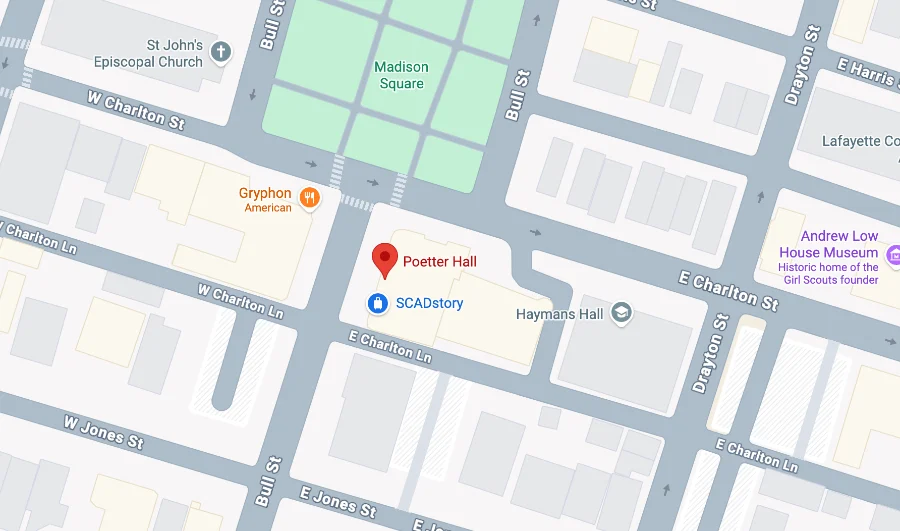 Bull St
St
St John's
Episcopal Church
Madison
Square
Bull St
Drayton St
E Harris
W Charlton St
Lafayette Co
Gryphon
American
W Charlton Ln
Poetter Hall
SCADstory
Andrew Low
House Museum
Historic home of the
Girl Scouts founder
E Charlton St
W Charlton Ln
Haymans Hall
E Charlton Ln
Drayton St
W Jones St
E Charlton Ln
Bull St
E Jones St
E Jo